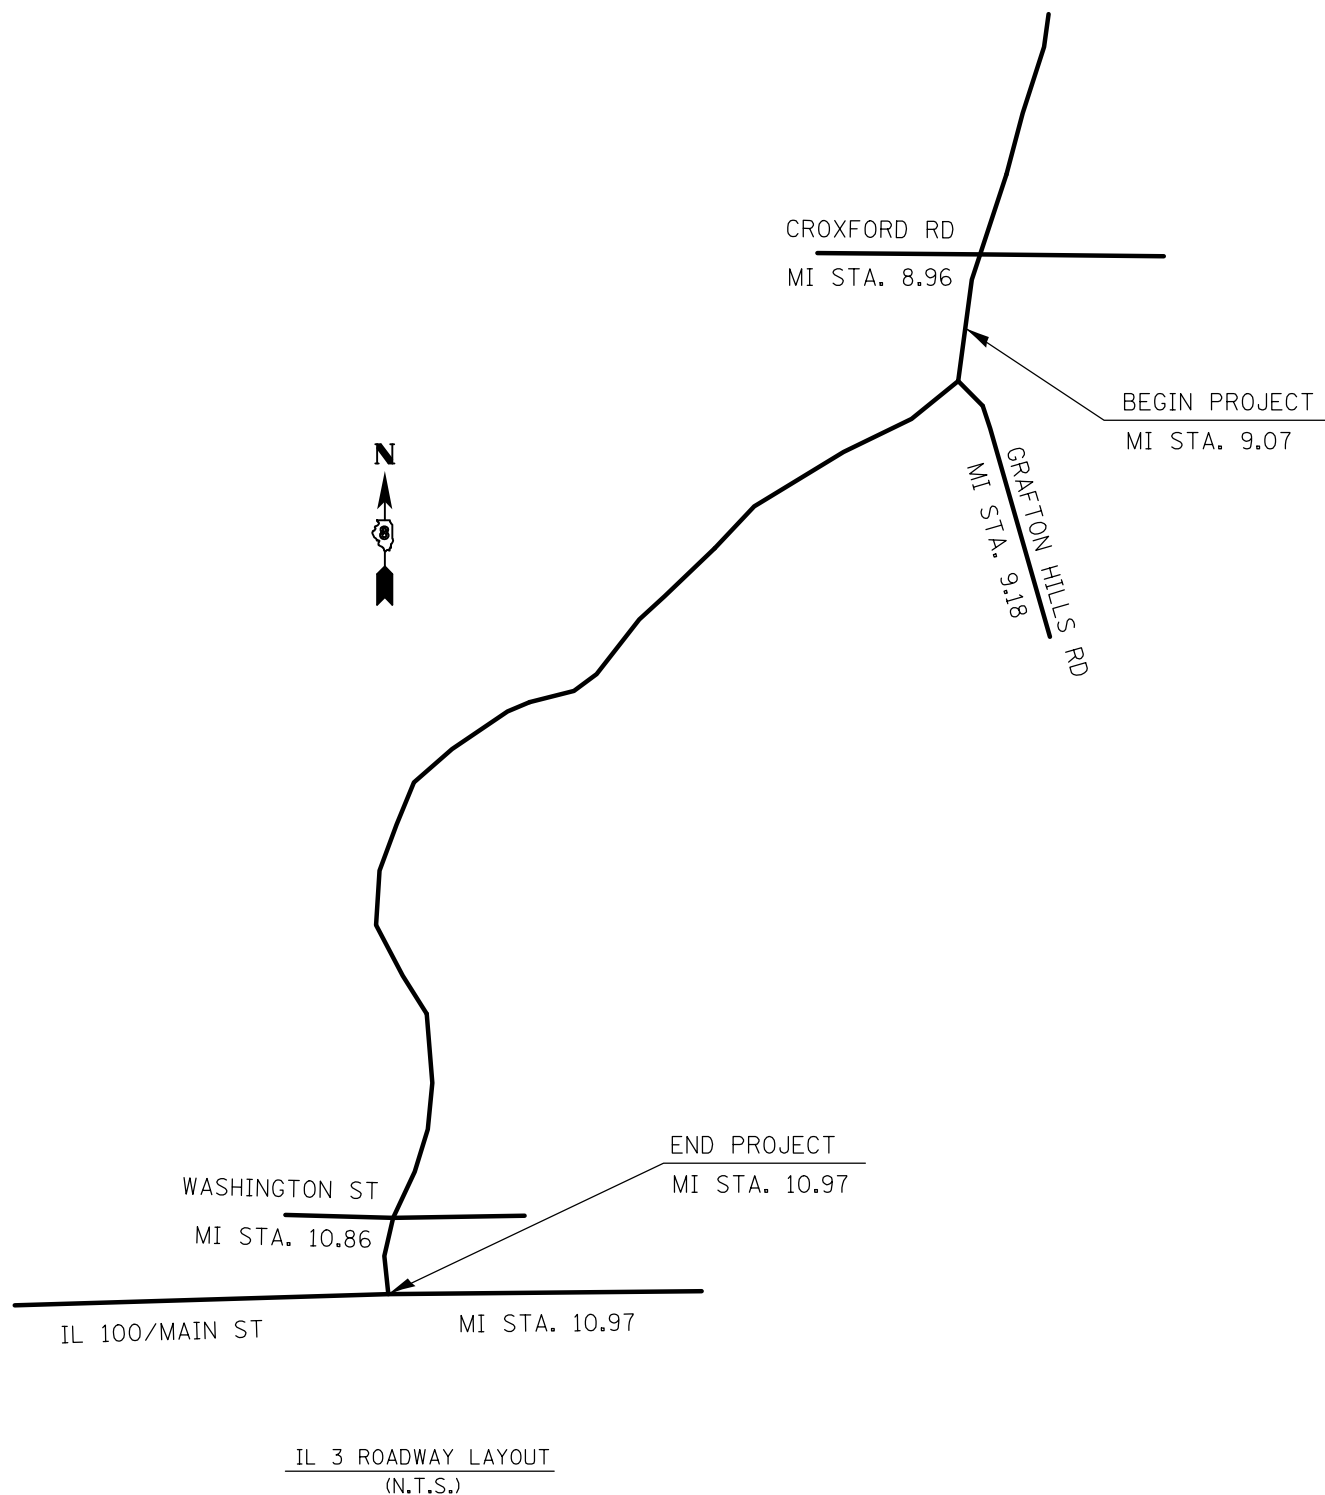 CROXFORD RD
MI STA. 8.96
BEGIN PROJECT
MI STA. 9.07
N
8
GRAFTON HILLS RD
MI STA. 9.18
END PROJECT
MI STA. 10.97
WASHINGTON ST
MI STA. 10.86
IL 100/MAIN ST
MI STA. 10.97
IL 3 ROADWAY LAYOUT
(N.T.S.)